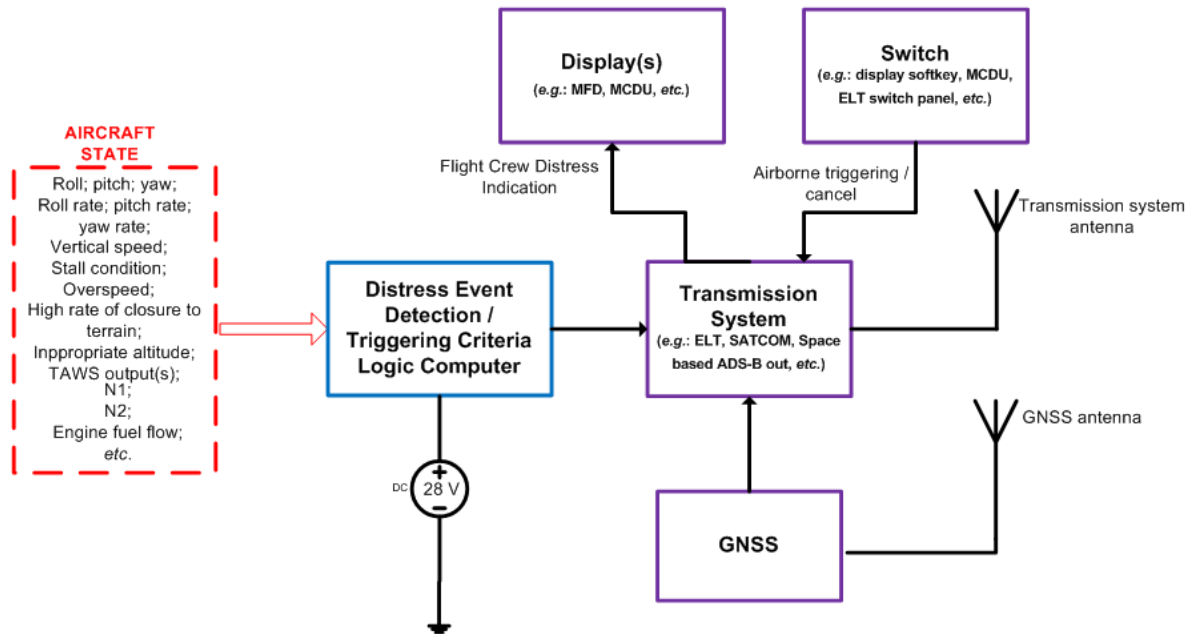 Display(s)
(e.g.: MFD, MCDU, etc.)
Switch
(e.g.: display softkey, MCDU,
ELT switch panel, etc.)
AIRCRAFT
STATE
Roll; pitch; yaw;
Roll rate; pitch rate;
yaw rate;
Vertical speed;
Stall condition;
Overspeed;
High rate of closure to
terrain;
Inppropriate altitude;
TAWS output(s);
N1;
N2;
Engine fuel flow;
etc.
Flight Crew Distress
Indication
Airborne triggering /
cancel
Transmission system
antenna
Distress Event
Detection /
Triggering Criteria
Logic Computer
Transmission
System
(e.g.: ELT, SATCOM, Space
based ADS-B out, etc.)
GNSS antenna
DC
+
28 V
−
GNSS